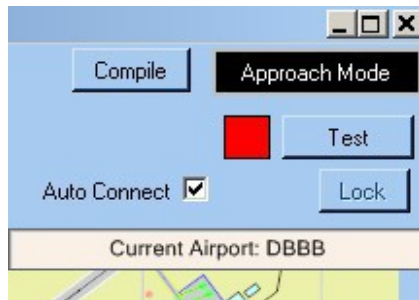 Compile Approach Mode
Test
Auto Connect Lock
Current Airport: DBBB